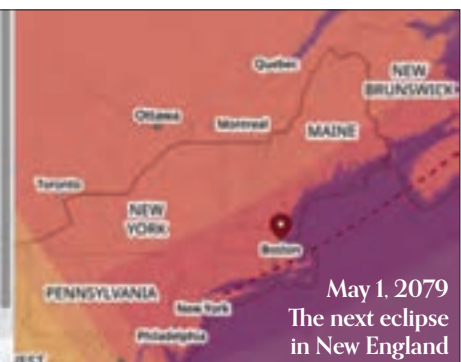 Quebec
NEW
BRUNSWICK
Ottawa
Montreal
MAINE
Toronto
NEW
YORK
Boston
PENNSYLVANIA
New York
Philadelphia
May 1, 2079
The next eclipse
in New England